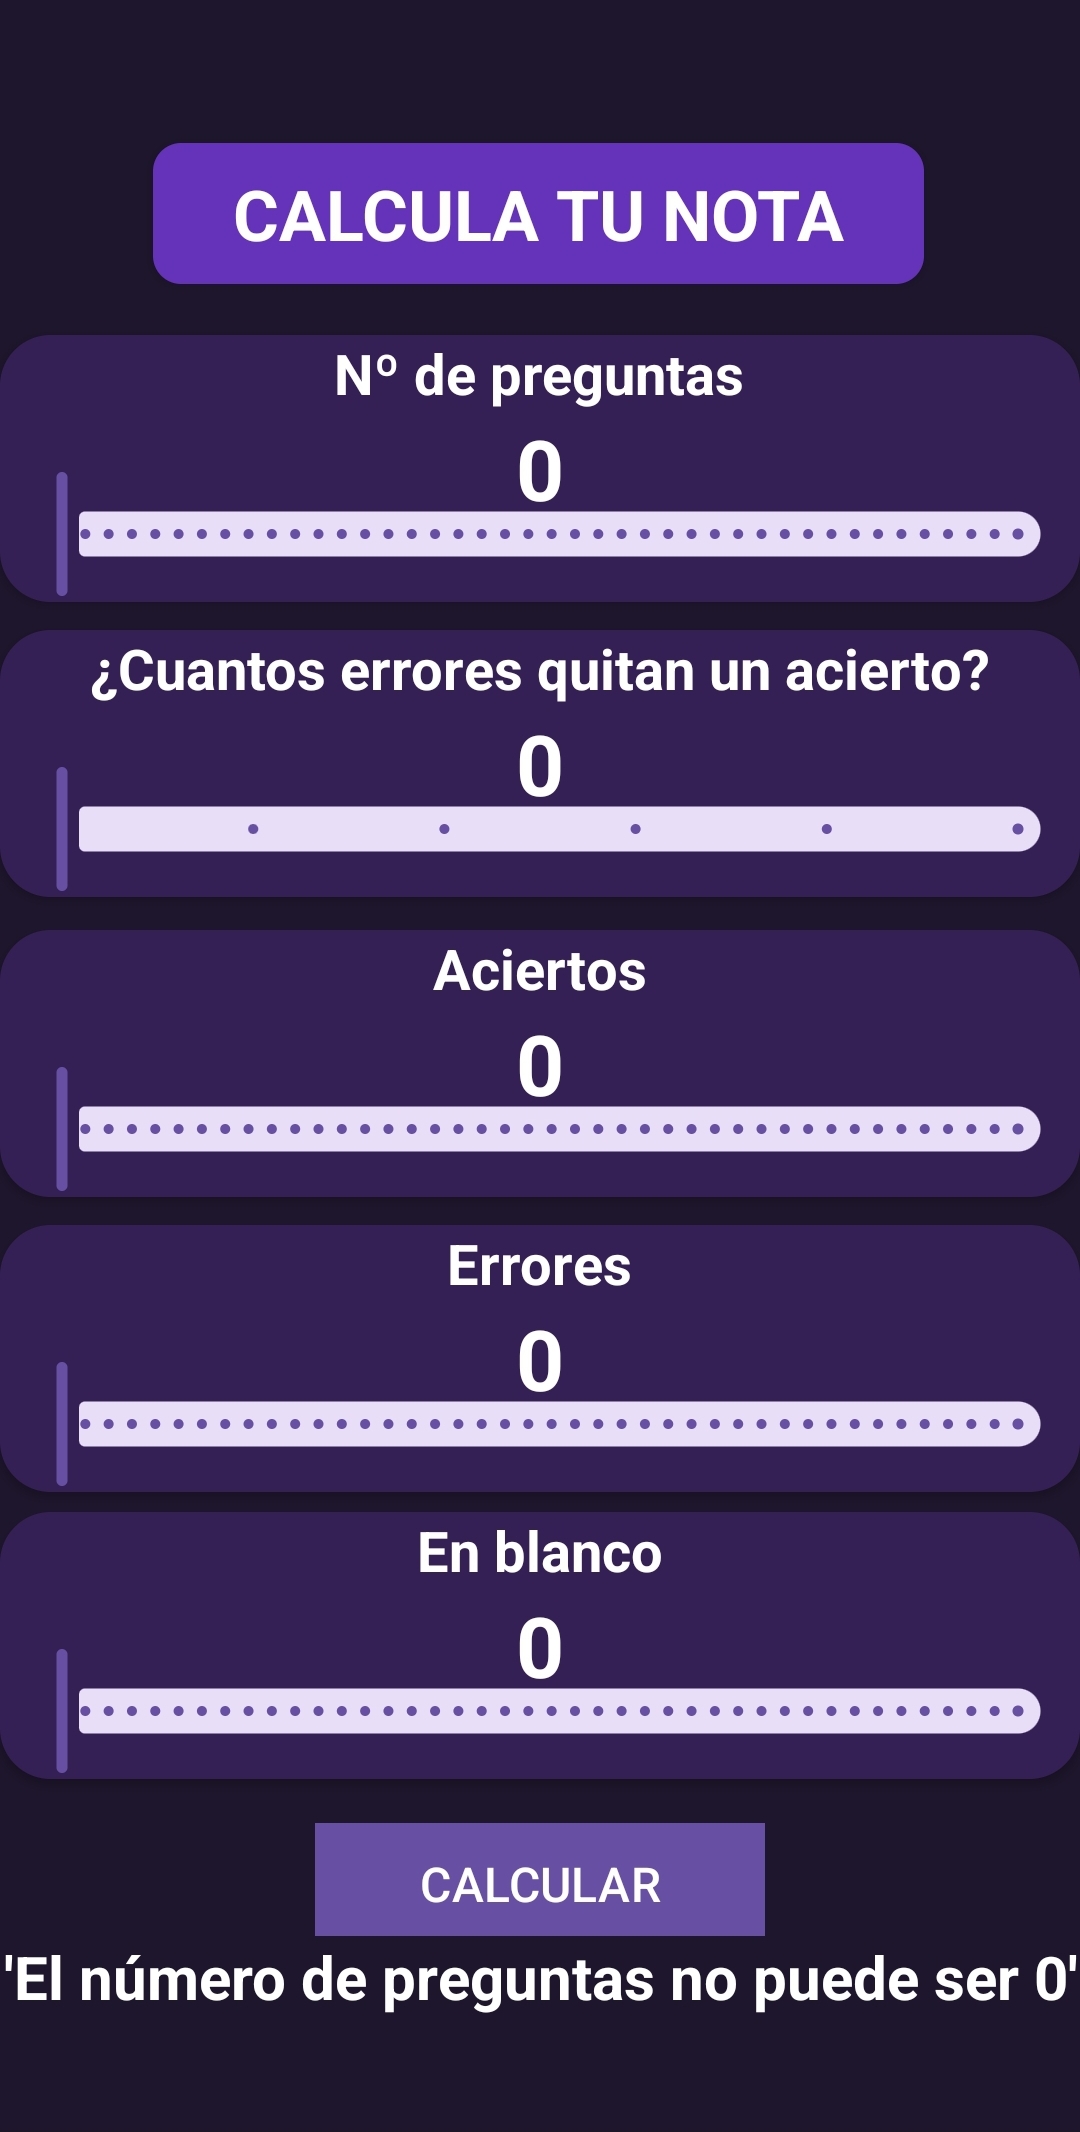 CALCULA TU NOTA
Nº de preguntas
0
¿Cuantos errores quitan un acierto?
0
Aciertos
0
Errores
0
En blanco
0
CALCULAR
'El número de preguntas no puede ser 0'